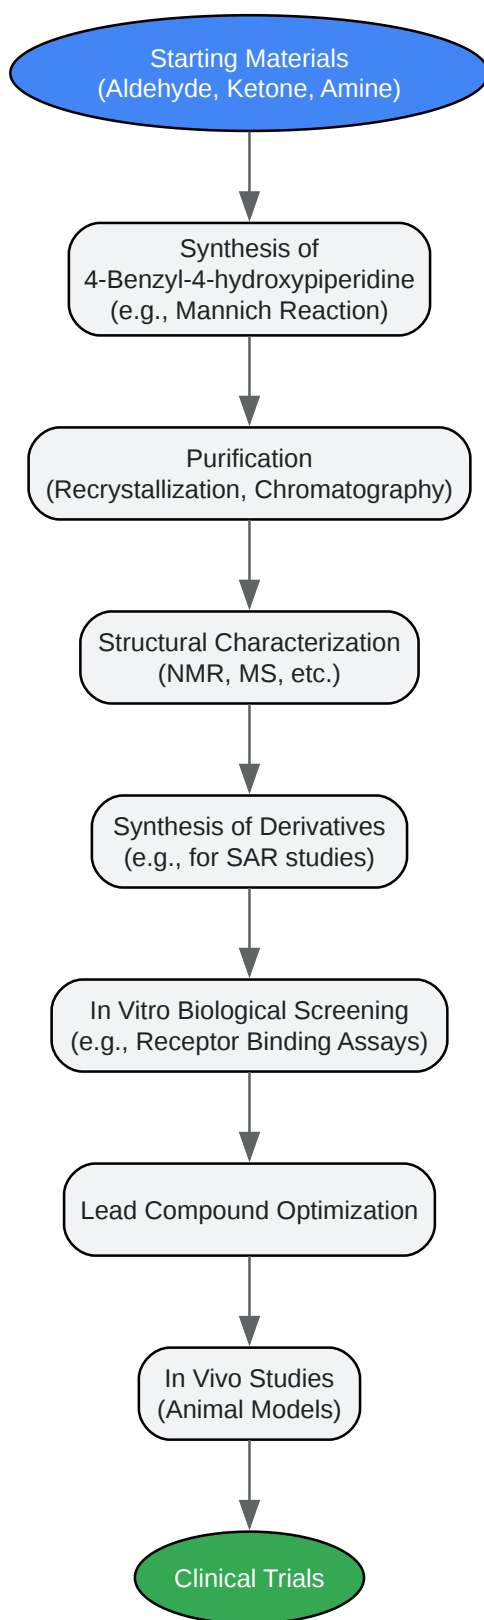 Starting Materials
(Aldehyde, Ketone, Amine)
Synthesis of
4-Benzyl-4-hydroxypiperidine
(e.g., Mannich Reaction)
Purification
(Recrystallization, Chromatography)
Structural Characterization
(NMR, MS, etc.)
Synthesis of Derivatives
(e.g., for SAR studies)
In Vitro Biological Screening
(e.g., Receptor Binding Assays)
Lead Compound Optimization
In Vivo Studies
(Animal Models)
Clinical Trials